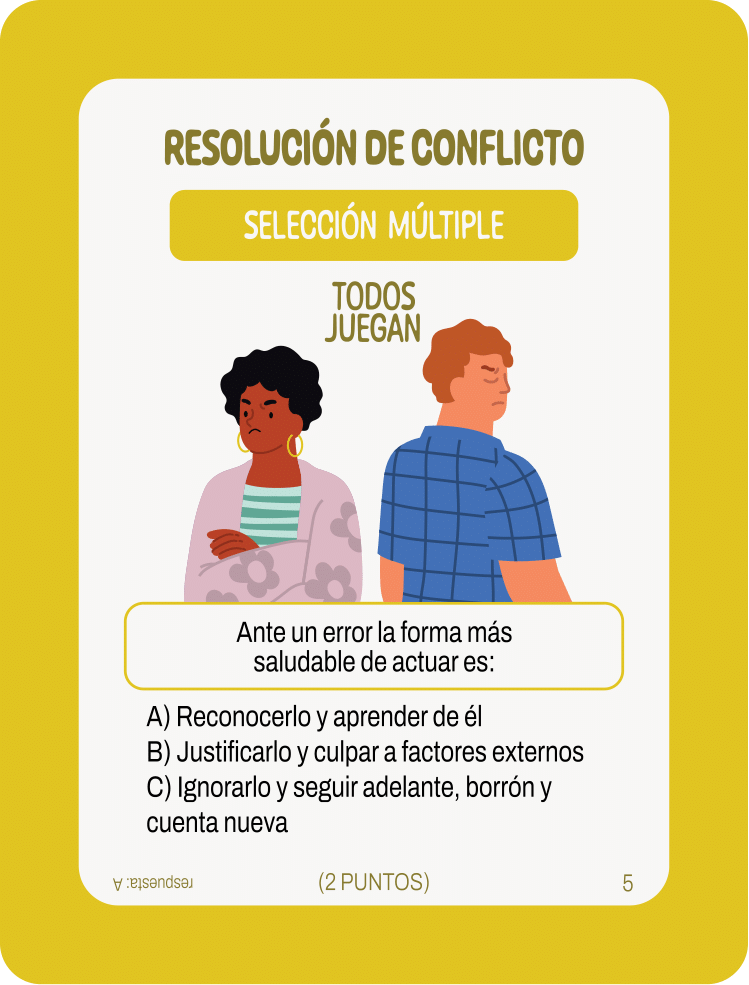 RESOLUCIÓN DE CONFLICTO
SELECCIÓN MÚLTIPLE
TODOS
JUEGAN
Ante un error la forma más
saludable de actuar es:
A) Reconocerlo y aprender de él
B) Justificarlo y culpar a factores externos
C) Ignorarlo y seguir adelante, borrón y
cuenta nueva
respuesta: A
(2 PUNTOS)
5